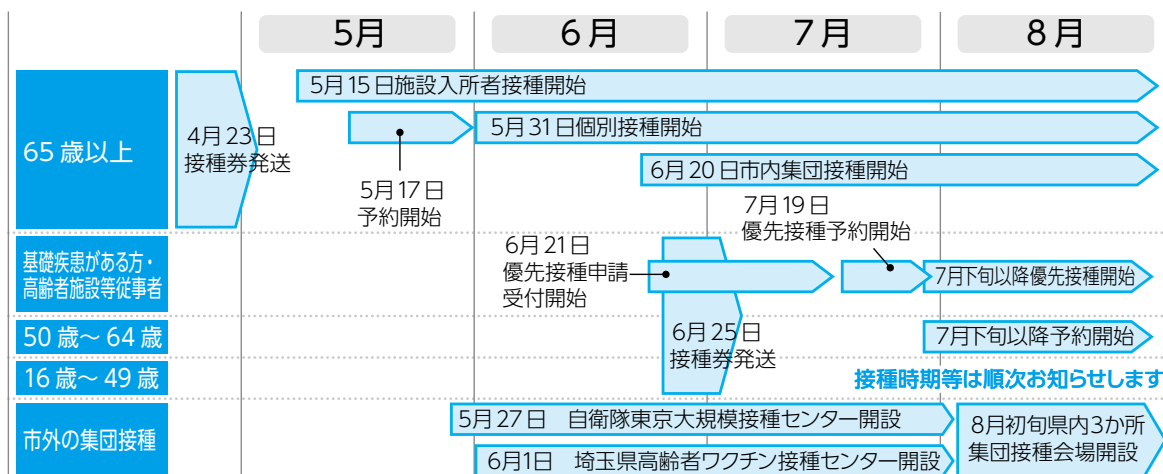 5月
6月
7月
8月
65歳以上
4月23日
接種券発送
5月15日施設入所者接種開始
5月17日
予約開始
5月31日個別接種開始
6月20日市内集団接種開始
基礎疾患がある方・
高齢者施設等従事者
6月21日
優先接種申請
受付開始
7月19日
優先接種予約開始
7月下旬以降優先接種開始
50歳～64歳
6月25日
接種券発送
7月下旬以降予約開始
16歳～49歳
接種時期等は順次お知らせします
市外の集団接種
5月27日 自衛隊東京大規模接種センター開設
6月1日 埼玉県高齢者ワクチン接種センター開設
8月初旬県内3か所
集団接種会場開設